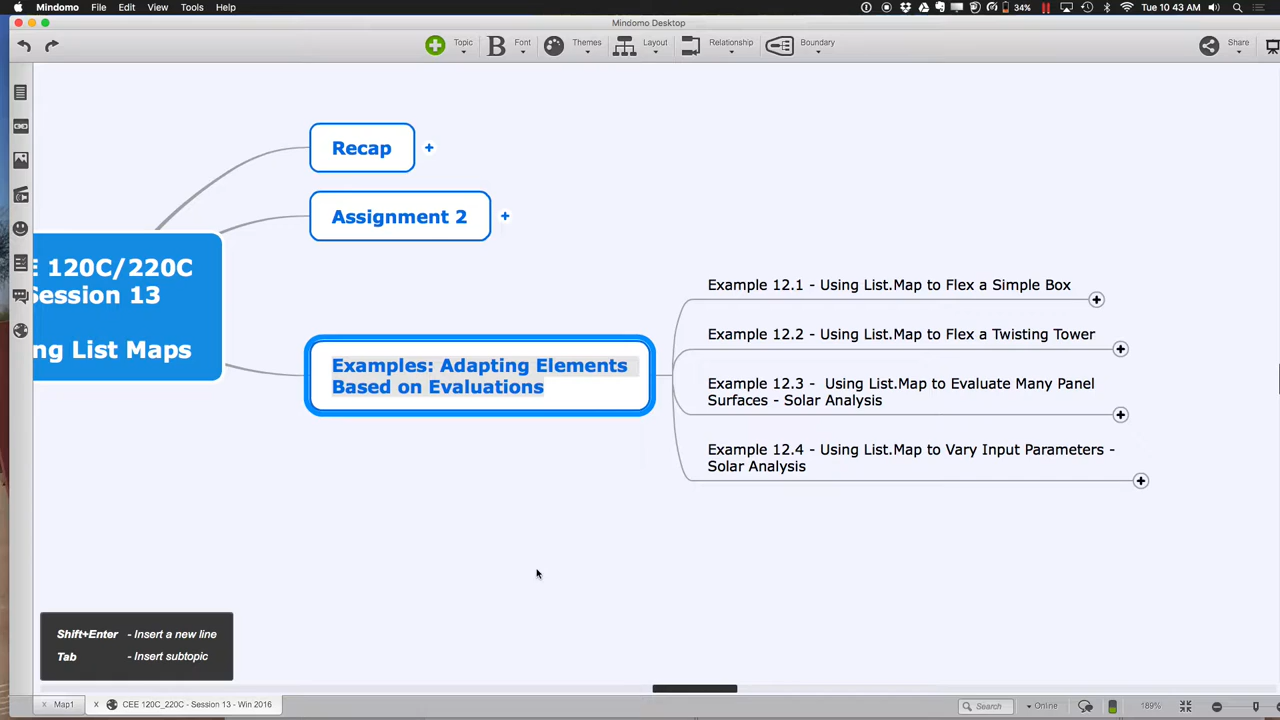 Mindomo File Edit View Tools Help
34% Tue 10:43 AM
Mindomo Desktop
Topic Font Themes Layout Relationship Boundary Share
Recap
Assignment 2
120C/220C
Session 13
List Maps
Examples: Adapting Elements
Based on Evaluations
Example 12.1 - Using List.Map to Flex a Simple Box
Example 12.2 - Using List.Map to Flex a Twisting Tower
Example 12.3 - Using List.Map to Evaluate Many Panel
Surfaces - Solar Analysis
Example 12.4 - Using List.Map to Vary Input Parameters -
Solar Analysis
Shift+Enter - Insert a new line
Tab - Insert subtopic
x Map1 x CEE 120C_220C - Session 13 - Win 2016
Search Online 189%